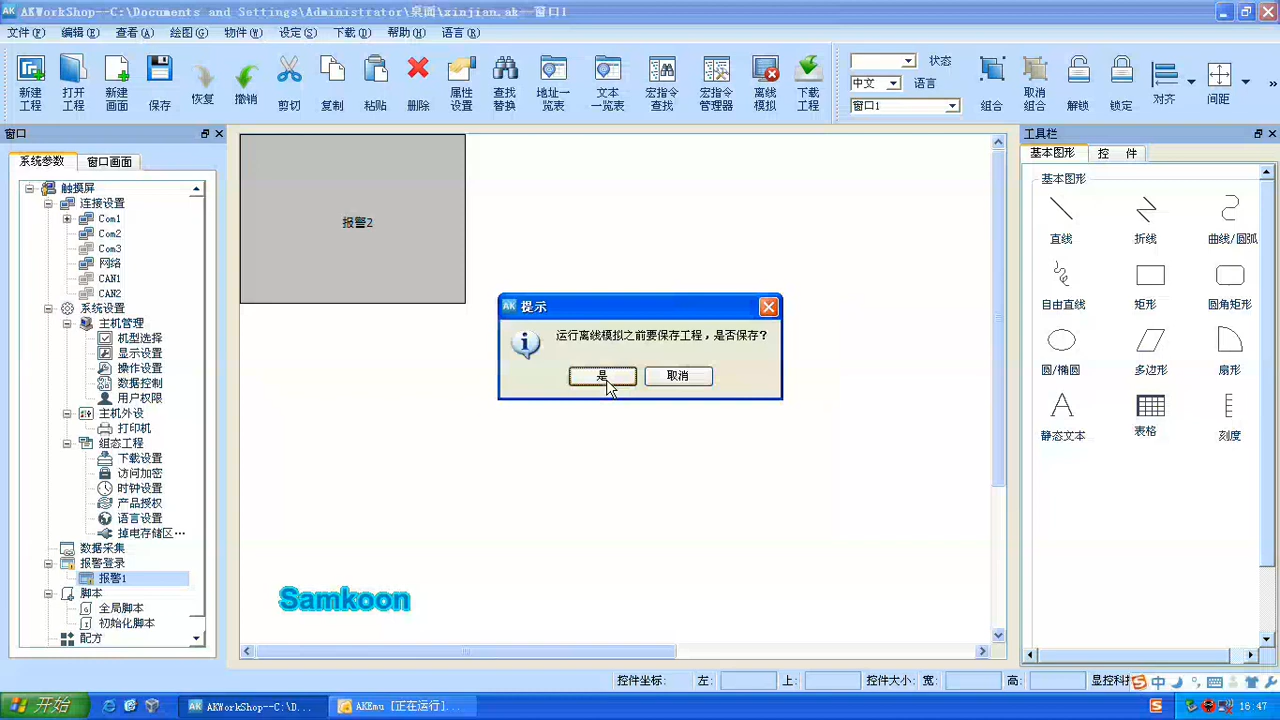 AKWorkShop--C:\Documents and Settings\Administrator\桌面\xinjian.ak--窗口1
文件(F) 编辑(E) 查看(A) 绘图(G) 物件(W) 设定(S) 下载(D) 帮助(H) 语言(R)
新建工程 打开工程 新建画面 保存 恢复 撤销 剪切 复制 粘贴 删除 属性设置 查找替换 地址一览表 文本一览表 宏指令查找 宏指令管理器 离线模拟 下载工程
状态
中文 语言
窗口1
组合 取消组合 解锁 锁定 对齐 间距
窗口
系统参数 窗口画面
触摸屏
连接设置
Com1
Com2
Com3
网络
CAN1
CAN2
系统设置
主机管理
机型选择
显示设置
操作设置
数据控制
用户权限
主机外设
打印机
组态工程
下载设置
访问加密
时钟设置
产品授权
语言设置
掉电存储区…
数据采集
报警登录
报警1
脚本
全局脚本
初始化脚本
配方
报警2
提示
运行离线模拟之前要保存工程，是否保存？
是 取消
Samkoon
工具栏
基本图形 控 件
基本图形
直线 折线 曲线/圆弧
自由直线 矩形 圆角矩形
圆/椭圆 多边形 扇形
静态文本 表格 刻度
控件坐标: 左: 上: 控件大小: 宽: 高: 显控科
中
开始 AKWorkShop--C:\D... AKEmu [正在运行]... 16:47